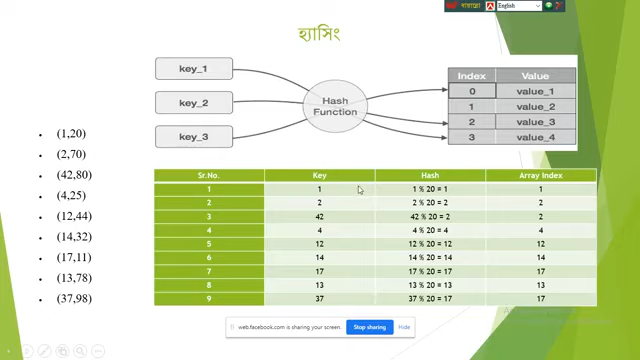 English
হ্যাসিং
key_1
key_2
key_3
Hash
Function
Index Value
0 value_1
1 value_2
2 value_3
3 value_4
• (1,20)
• (2,70)
• (42,80)
• (4,25)
• (12,44)
• (14,32)
• (17,11)
• (13,78)
• (37,98)
Sr.No. Key Hash Array Index
1 1 1 % 20 = 1 1
2 2 2 % 20 = 2 2
3 42 42 % 20 = 2 2
4 4 4 % 20 = 4 4
5 12 12 % 20 = 12 12
6 14 14 % 20 = 14 14
7 17 17 % 20 = 17 17
8 13 13 % 20 = 13 13
9 37 37 % 20 = 17 17
web.facebook.com is sharing your screen. Stop sharing Hide